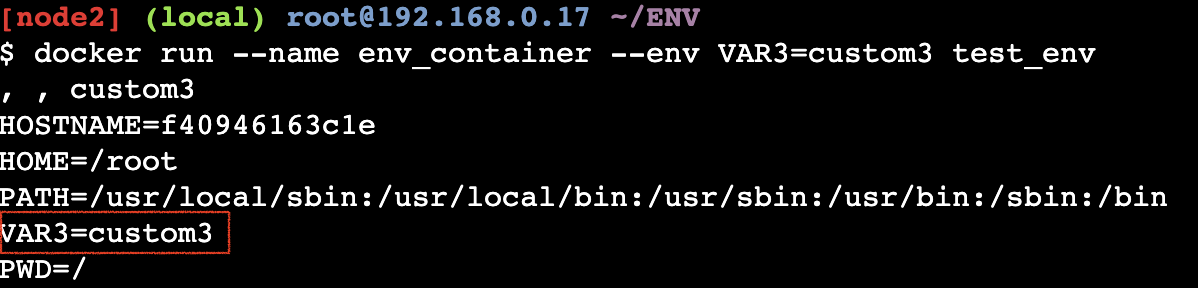 [node2] (local) root@192.168.0.17 ~/ENV
$ docker run --name env_container --env VAR3=custom3 test_env
, , custom3
HOSTNAME=f40946163c1e
HOME=/root
PATH=/usr/local/sbin:/usr/local/bin:/usr/sbin:/usr/bin:/sbin:/bin
VAR3=custom3
PWD=/